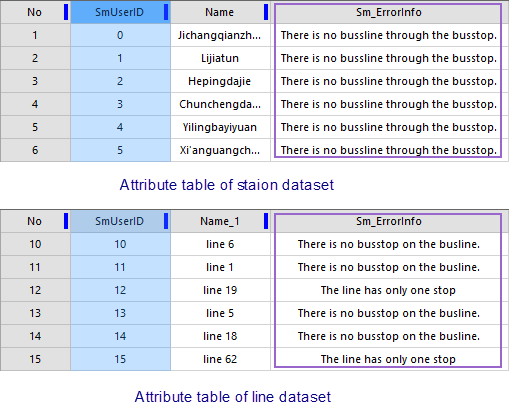 No SmUserID Name Sm_ErrorInfo
1 0 Jichangqianzh... There is no bussline through the busstop.
2 1 Lijiatun There is no bussline through the busstop.
3 2 Hepingdajie There is no bussline through the busstop.
4 3 Chunchengda... There is no bussline through the busstop.
5 4 Yilingbayiyuan There is no bussline through the busstop.
6 5 Xi'anguangch... There is no bussline through the busstop.
Attribute table of staion dataset
No SmUserID Name_1 Sm_ErrorInfo
10 10 line 6 There is no busstop on the busline.
11 11 line 1 There is no busstop on the busline.
12 12 line 19 The line has only one stop
13 13 line 5 There is no busstop on the busline.
14 14 line 18 There is no busstop on the busline.
15 15 line 62 The line has only one stop
Attribute table of line dataset